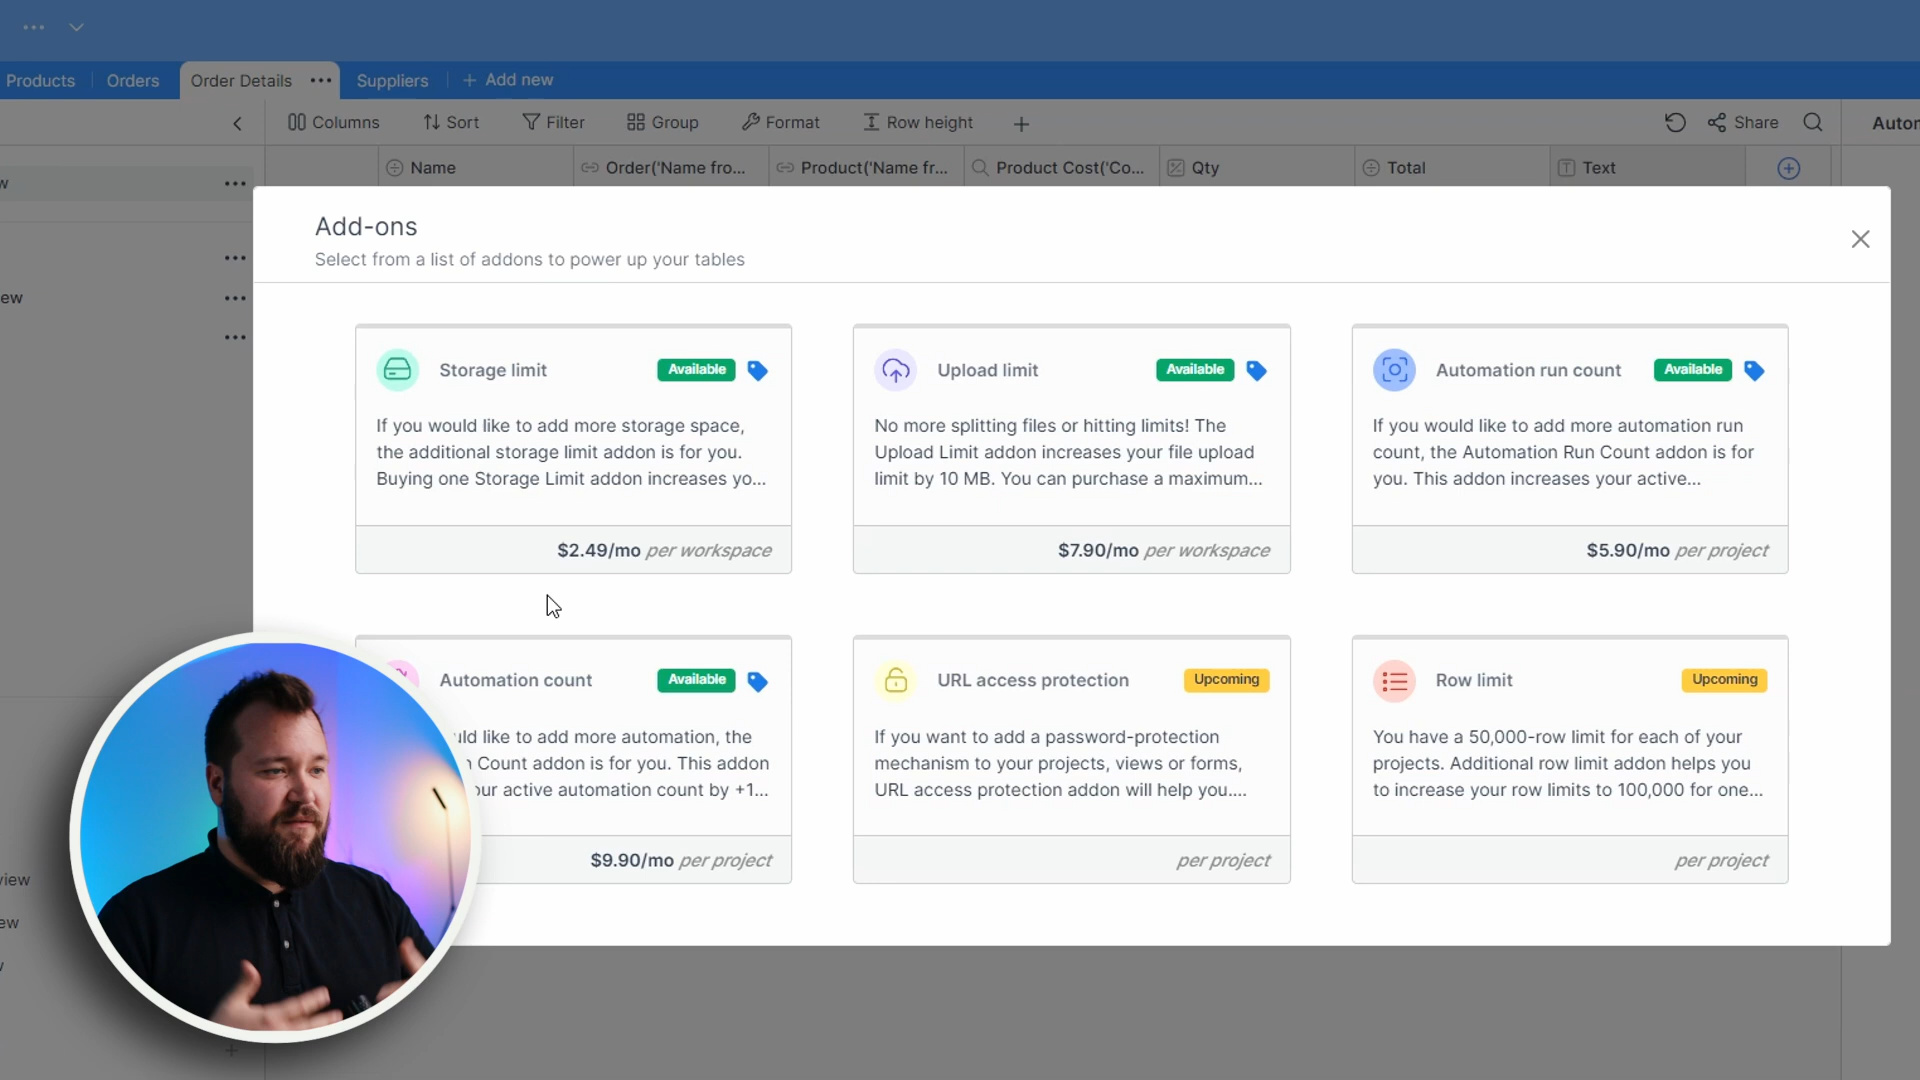 Products
Orders
Order Details
Suppliers
+ Add new
Columns
Sort
Filter
Group
Format
Row height
Share
Name
Order('Name fro...
Product('Name fr...
Product Cost('Co...
Qty
Total
Text
Add-ons
Select from a list of addons to power up your tables
Storage limit
Available
If you would like to add more storage space,
the additional storage limit addon is for you.
Buying one Storage Limit addon increases yo...
$2.49/mo per workspace
Upload limit
Available
No more splitting files or hitting limits! The
Upload Limit addon increases your file upload
limit by 10 MB. You can purchase a maximum...
$7.90/mo per workspace
Automation run count
Available
If you would like to add more automation run
count, the Automation Run Count addon is for
you. This addon increases your active...
$5.90/mo per project
Automation count
Available
like to add more automation, the
Count addon is for you. This addon
active automation count by +1...
$9.90/mo per project
URL access protection
Upcoming
If you want to add a password-protection
mechanism to your projects, views or forms,
URL access protection addon will help you....
per project
Row limit
Upcoming
You have a 50,000-row limit for each of your
projects. Additional row limit addon helps you
to increase your row limits to 100,000 for one...
per project